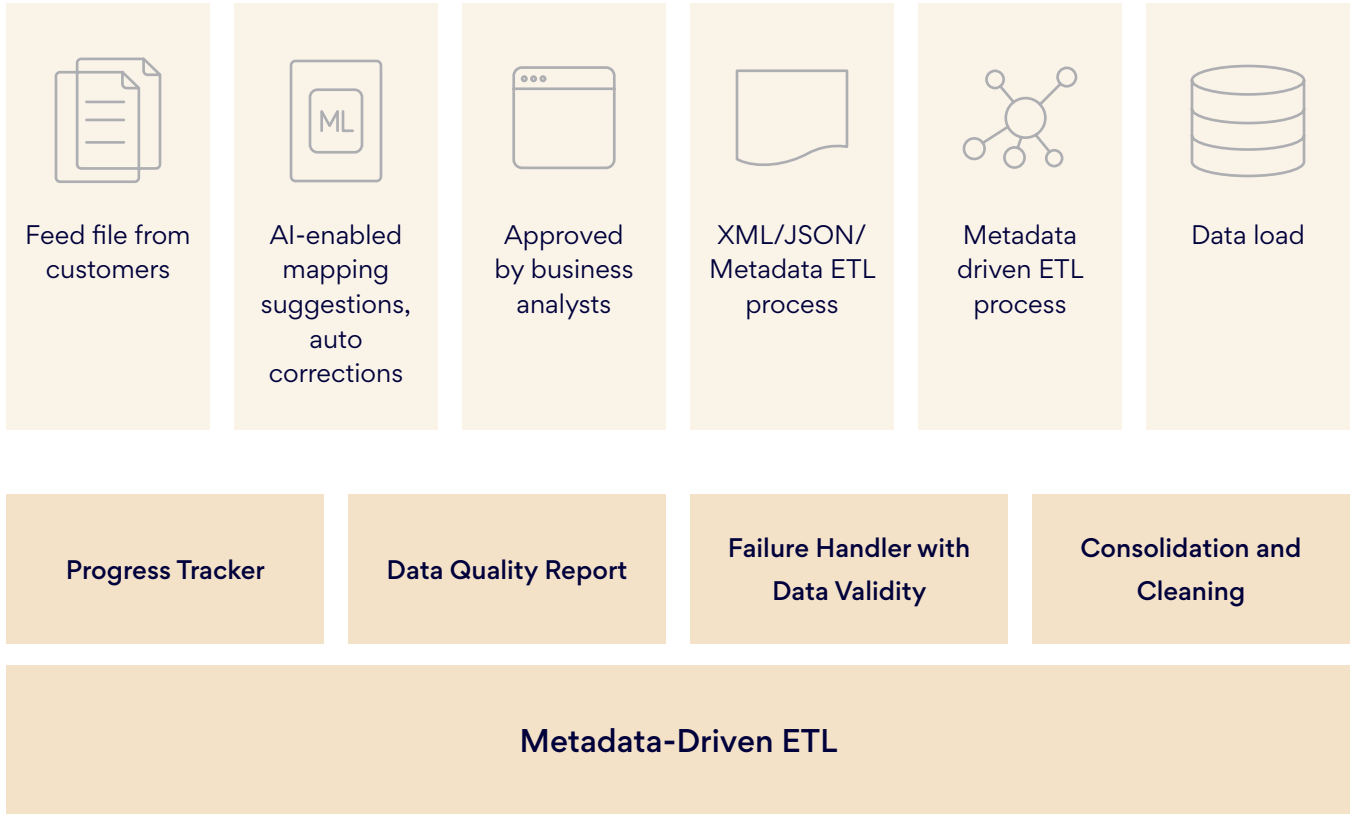 ML
Feed file from
customers
AI-enabled
mapping
suggestions,
auto
corrections
Approved
by business
analysts
XML/JSON/
Metadata ETL
process
Metadata
driven ETL
process
Data load
Progress Tracker
Data Quality Report
Failure Handler with
Data Validity
Consolidation and
Cleaning
Metadata-Driven ETL